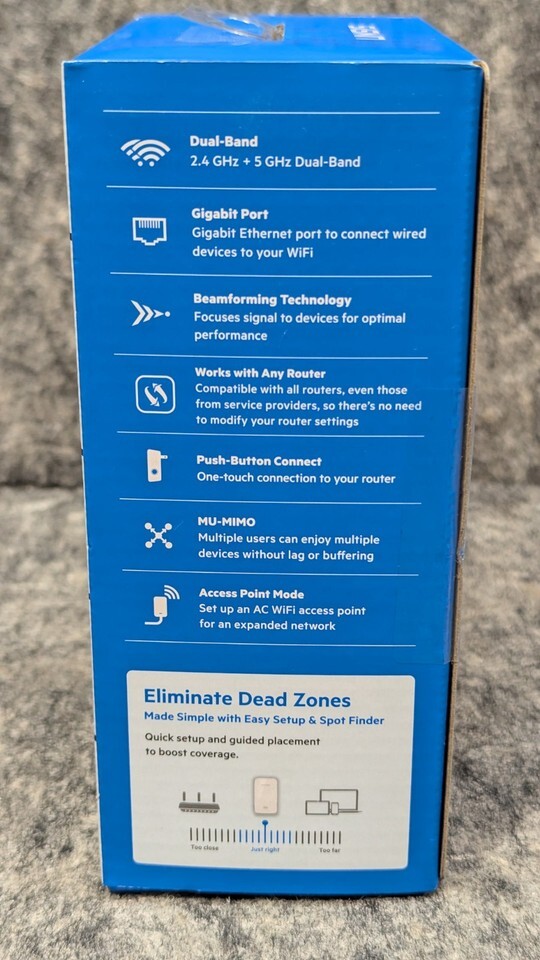 Dual-Band
2.4 GHz + 5 GHz Dual-Band
Gigabit Port
Gigabit Ethernet port to connect wired
devices to your WiFi
Beamforming Technology
Focuses signal to devices for optimal
performance
Works with Any Router
Compatible with all routers, even those
from service providers, so there's no need
to modify your router settings
Push-Button Connect
One-touch connection to your router
MU-MIMO
Multiple users can enjoy multiple
devices without lag or buffering
Access Point Mode
Set up an AC WiFi access point
for an expanded network
Eliminate Dead Zones
Made Simple with Easy Setup & Spot Finder
Quick setup and guided placement
to boost coverage.
Too close
Just right
Too far